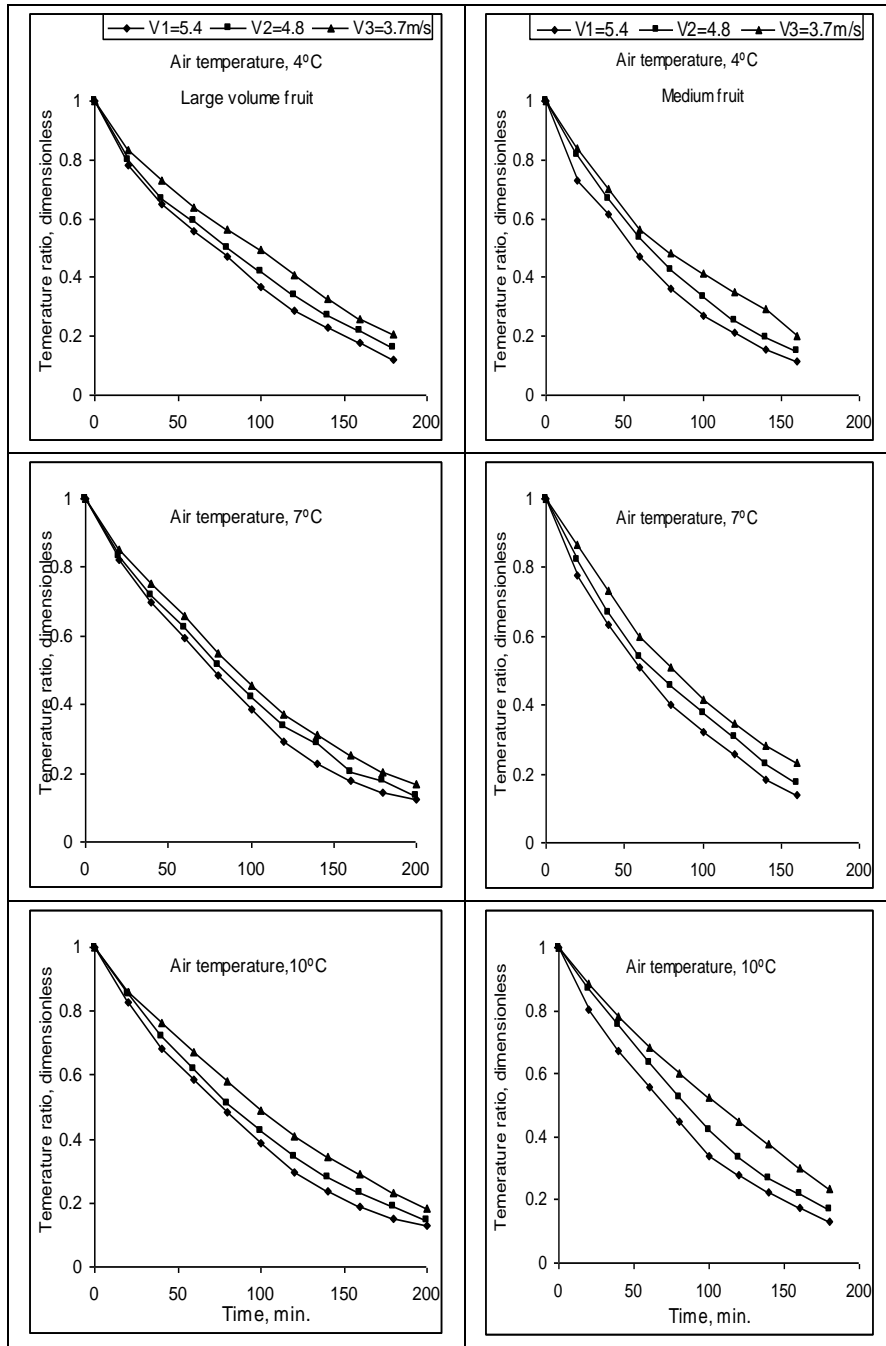 V1=5.4 V2=4.8 V3=3.7m/s
Air temperature, 4ºC
Large volume fruit
Temerature ratio, dimensionless
1
0.8
0.6
0.4
0.2
0
0 50 100 150 200
V1=5.4 V2=4.8 V3=3.7m/s
Air temperature, 4ºC
Medium fruit
Temerature ratio, dimensionless
1
0.8
0.6
0.4
0.2
0
0 50 100 150 200
Air temperature, 7ºC
Temerature ratio, dimensionless
1
0.8
0.6
0.4
0.2
0
0 50 100 150 200
Air temperature, 7ºC
Temerature ratio, dimensionless
1
0.8
0.6
0.4
0.2
0
0 50 100 150 200
Air temperature,10ºC
Temerature ratio, dimensionless
1
0.8
0.6
0.4
0.2
0
0 50 100 150 200
Time, min.
Air temperature, 10ºC
Temerature ratio, dimensionless
1
0.8
0.6
0.4
0.2
0
0 50 100 150 200
Time, min.